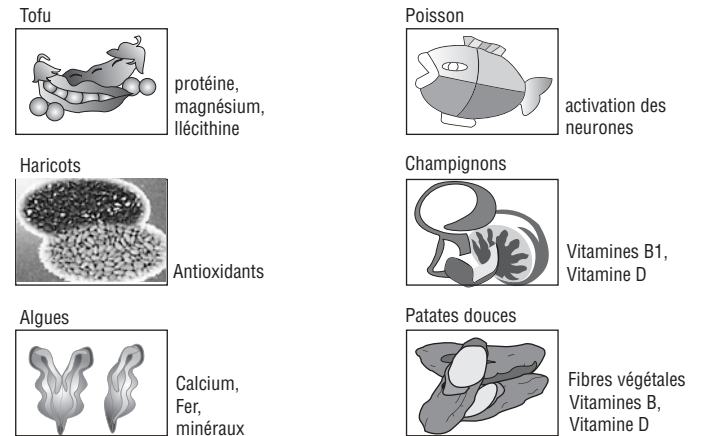 Tofu
protéine,
magnésium,
llécithine
Poisson
activation des
neurones
Haricots
Antioxidants
Champignons
Vitamines B1,
Vitamine D
Algues
Calcium,
Fer,
minéraux
Patates douces
Fibres végétales
Vitamines B,
Vitamine D